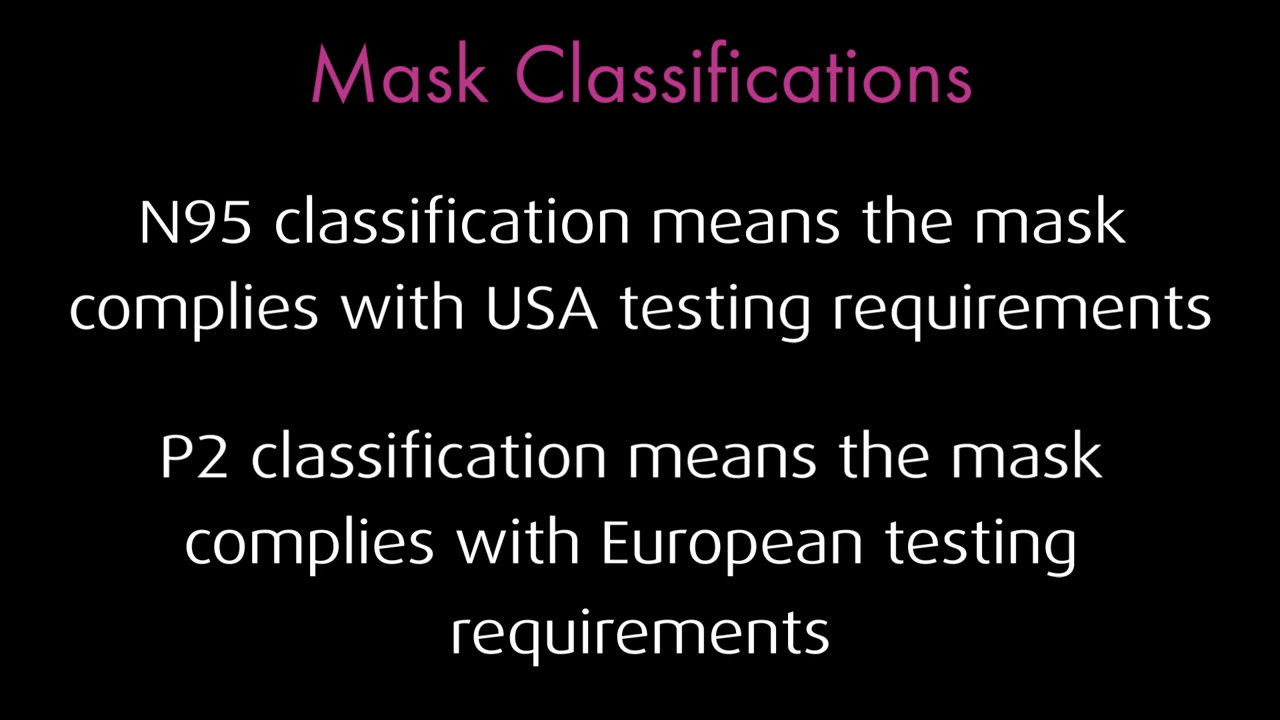 Mask Classifications
N95 classification means the mask
complies with USA testing requirements
P2 classification means the mask
complies with European testing
requirements